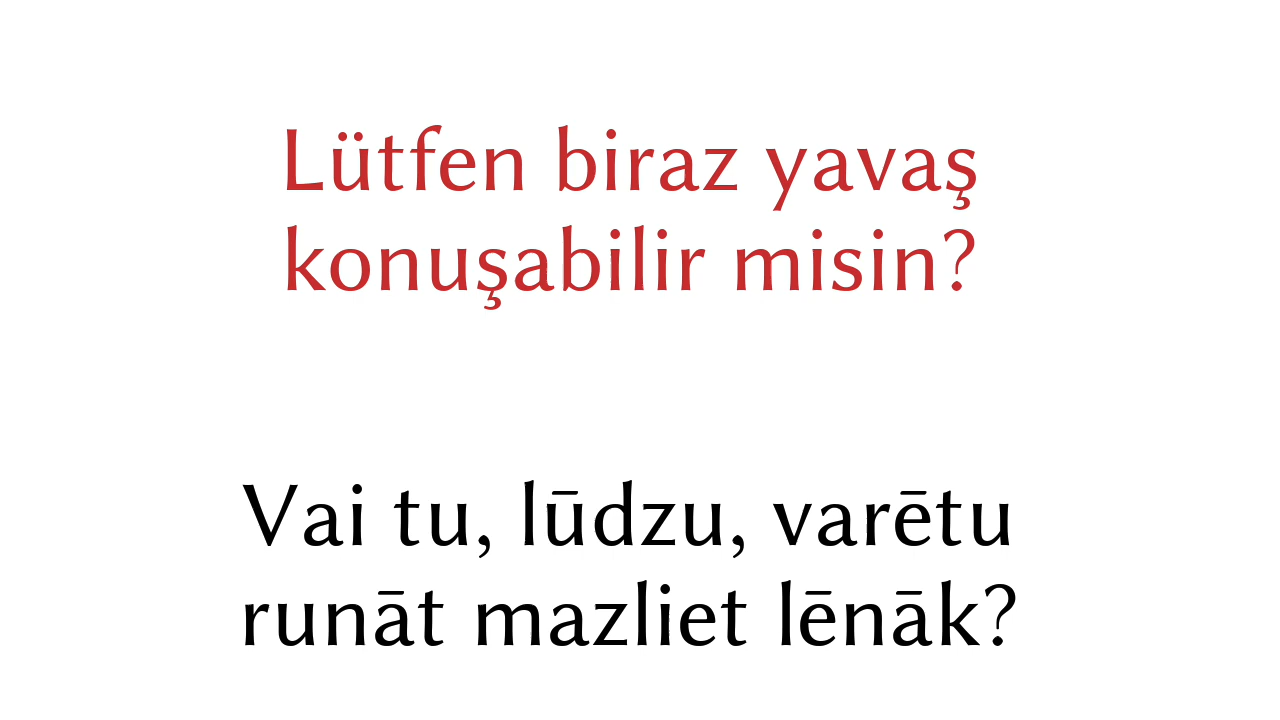 Lütfen biraz yavaş
konuşabilir misin?
Vai tu, lūdzu, varētu
runāt mazliet lēnāk?